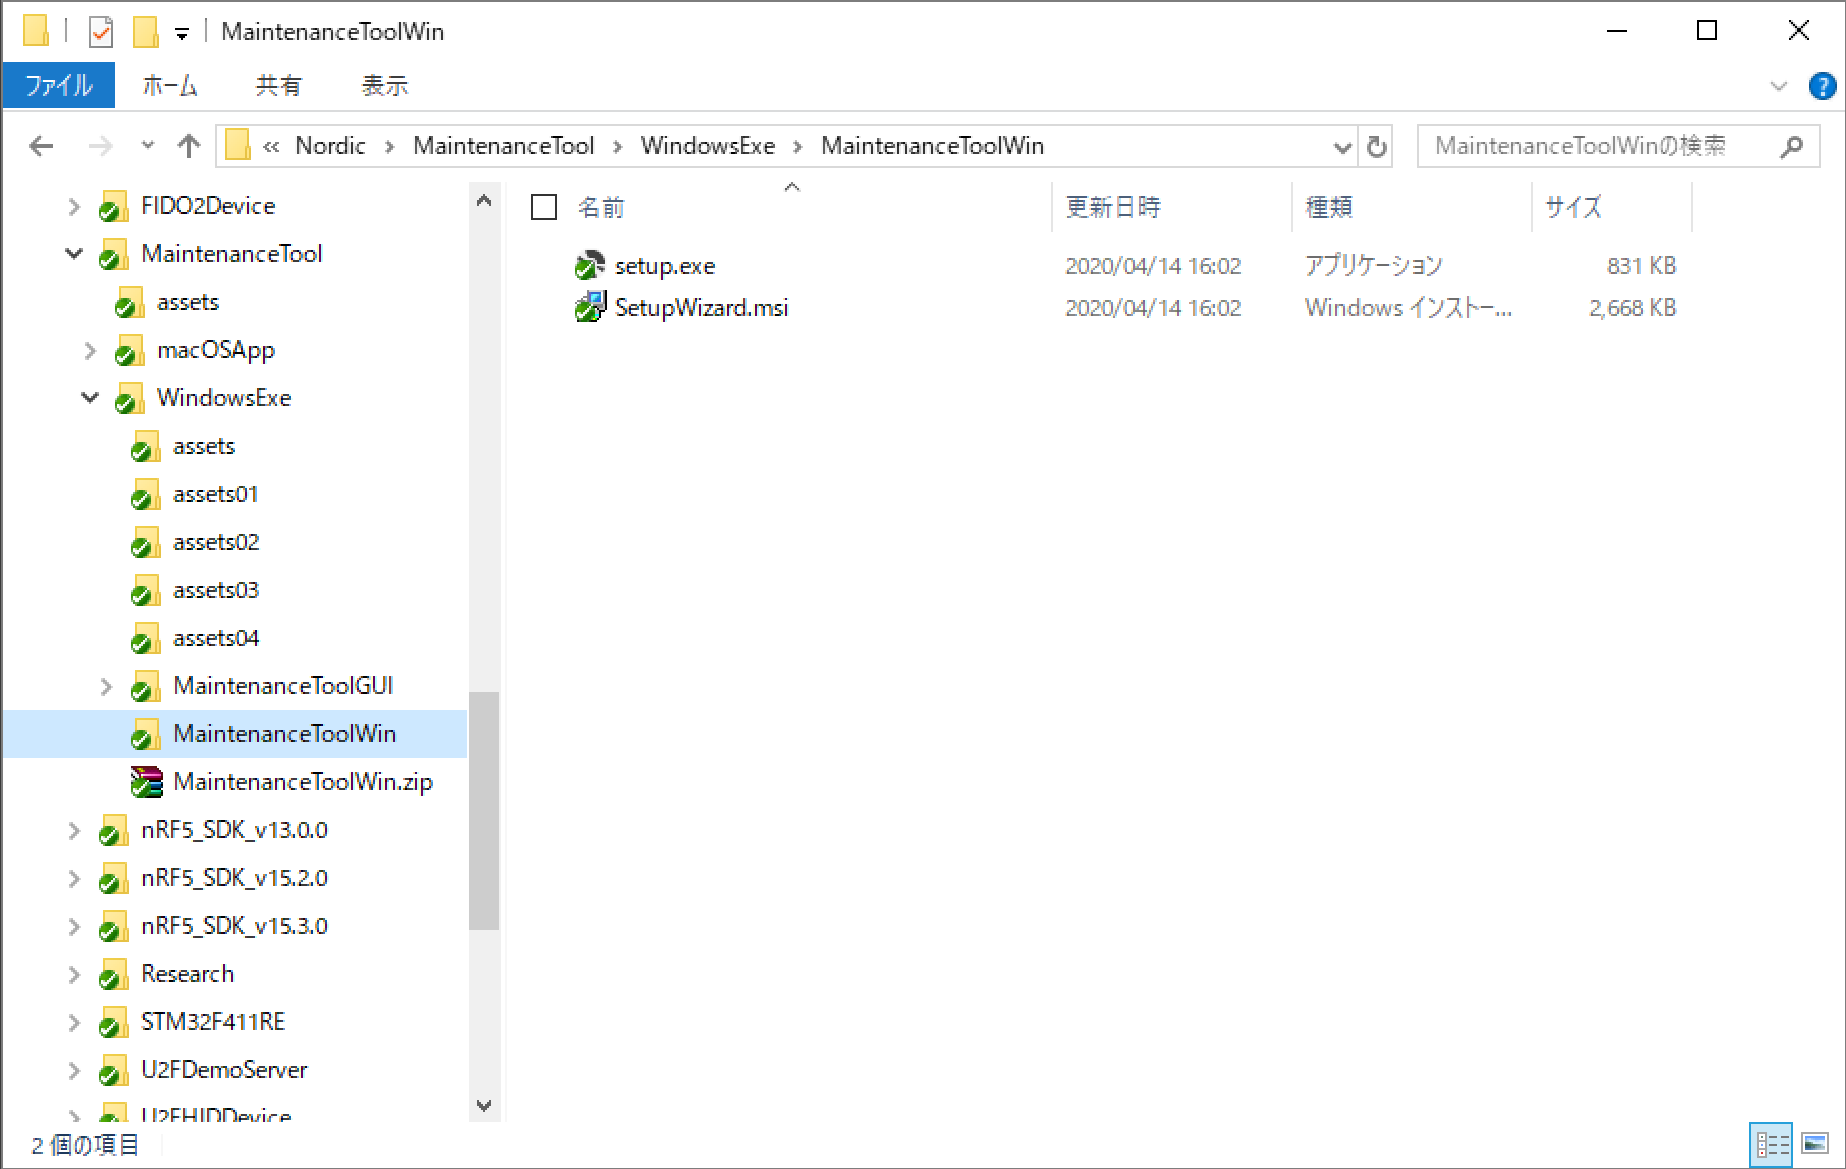 MaintenanceToolWin
ファイル ホーム 共有 表示
« Nordic > MaintenanceTool > WindowsExe > MaintenanceToolWin
MaintenanceToolWinの検索
FIDO2Device
MaintenanceTool
assets
macOSApp
WindowsExe
assets
assets01
assets02
assets03
assets04
MaintenanceToolGUI
MaintenanceToolWin
MaintenanceToolWin.zip
nRF5_SDK_v13.0.0
nRF5_SDK_v15.2.0
nRF5_SDK_v15.3.0
Research
STM32F411RE
U2FDemoServer
U2FHIDDevice
名前 更新日時 種類 サイズ
setup.exe 2020/04/14 16:02 アプリケーション 831 KB
SetupWizard.msi 2020/04/14 16:02 Windows インストー... 2,668 KB
2 個の項目